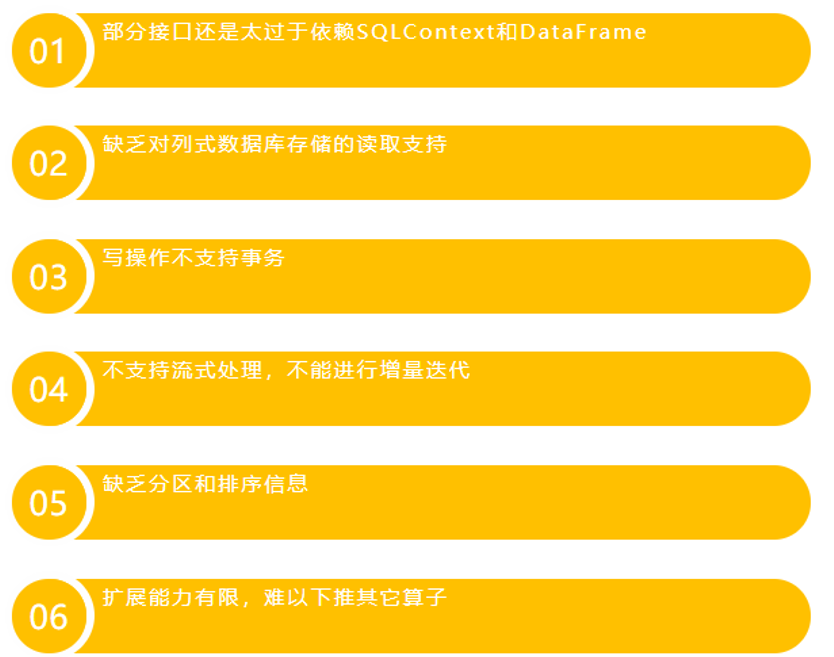 01
部分接口还是太过于依赖SQLContext和DataFrame
02
缺乏对列式数据库存储的读取支持
03
写操作不支持事务
04
不支持流式处理，不能进行增量迭代
05
缺乏分区和排序信息
06
扩展能力有限，难以下推其它算子